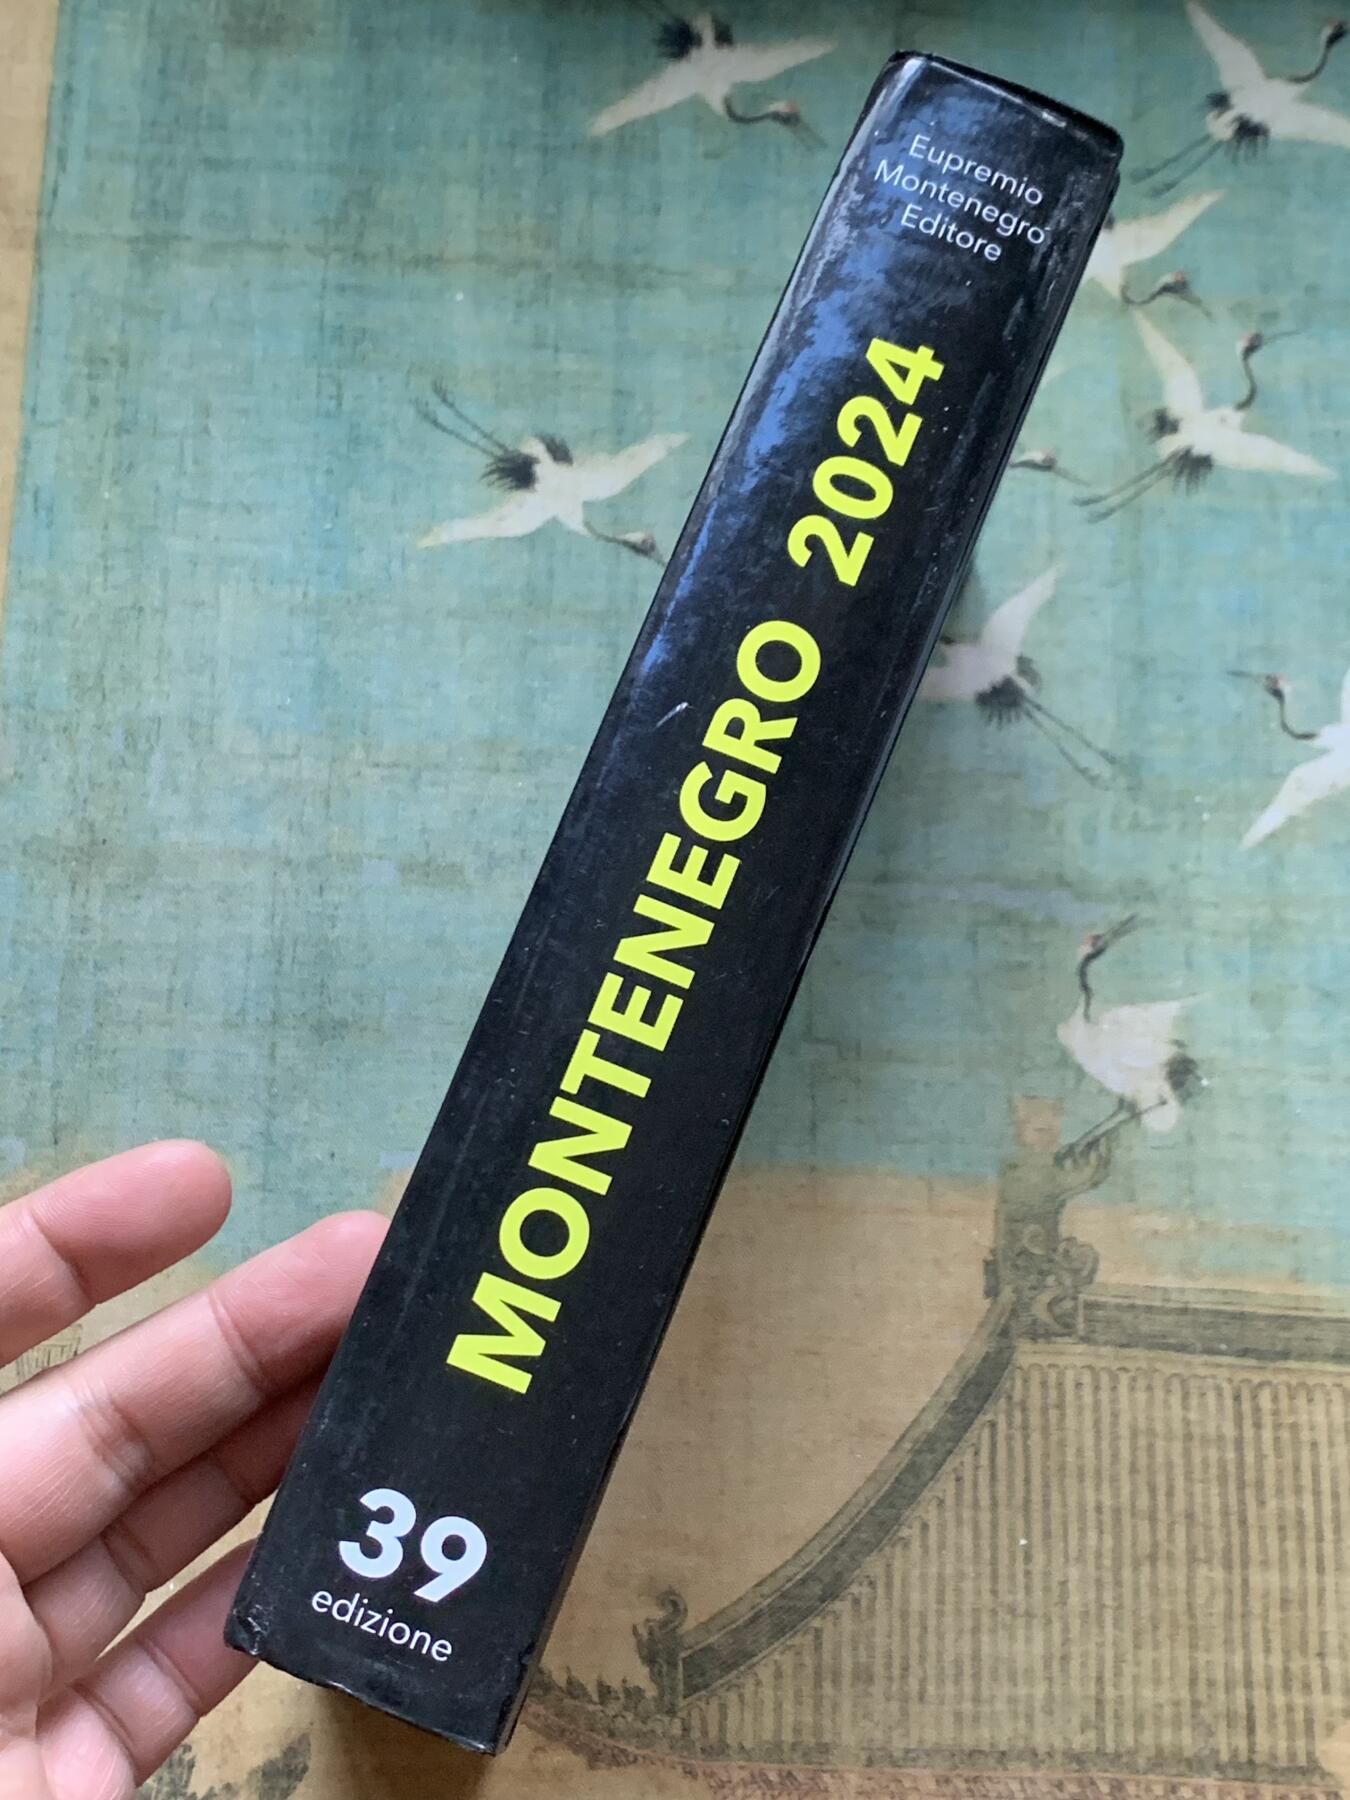 Eupremio
Montenegro
Editore
MONTENEGRO 2024
39
edizione